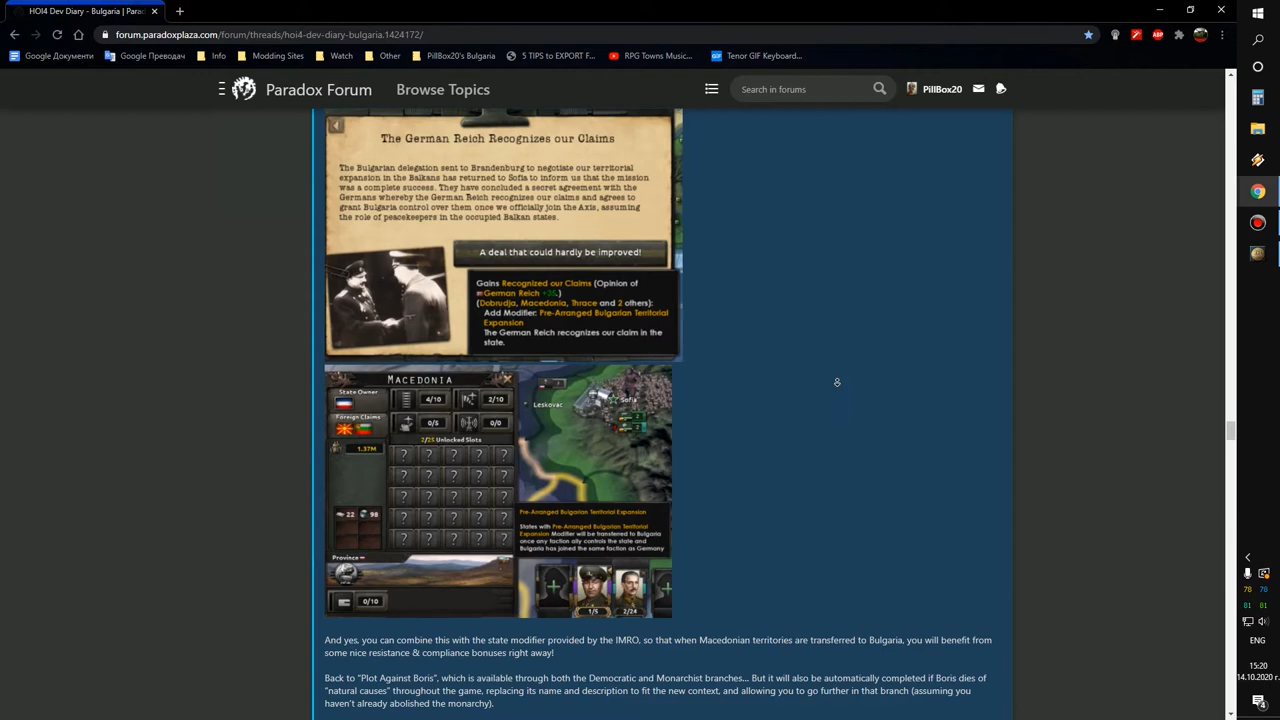 HOI4 Dev Diary - Bulgaria | Parad
forum.paradoxplaza.com/forum/threads/hoi4-dev-diary-bulgaria.1424172/
Google Документи
Google Преводач
Info
Modding Sites
Watch
Other
PillBox20's Bulgaria
5 TIPS to EXPORT F...
RPG Towns Music...
Tenor GIF Keyboard...
Paradox Forum
Browse Topics
Search in forums
PillBox20
The German Reich Recognizes our Claims
The Bulgarian delegation sent to Brandenburg to negotiate our territorial
expansion in the Balkans has returned to Sofia to inform us that the mission
was a complete success. They have concluded a secret agreement with the
Germans whereby the German Reich recognizes our claims and agrees to
grant Bulgaria control over them once we officially join the Axis, assuming
the role of peacekeepers in the occupied Balkan states.
A deal that could hardly be improved!
Gains Recognized our Claims (Opinion of
German Reich +35.)
(Dobrudja, Macedonia, Thrace and 2 others):
Add Modifier: Pre-Arranged Bulgarian Territorial
Expansion
The German Reich recognizes our claim in the
state.
MACEDONIA
State Owner
4/10
2/10
Foreign Claims
0/5
0/0
2/25 Unlocked Slots
1.37M
22 98
Province
0/10
Leskovac
Sofia
Pre-Arranged Bulgarian Territorial Expansion
States with Pre-Arranged Bulgarian Territorial
Expansion Modifier will be transferred to Bulgaria
once any faction ally controls the state and
Bulgaria has joined the same faction as Germany
1/5
2/24
And yes, you can combine this with the state modifier provided by the IMRO, so that when Macedonian territories are transferred to Bulgaria, you will benefit from
some nice resistance & compliance bonuses right away!
Back to "Plot Against Boris", which is available through both the Democratic and Monarchist branches... But it will also be automatically completed if Boris dies of
"natural causes" throughout the game, replacing its name and description to fit the new context, and allowing you to go further in that branch (assuming you
haven't already abolished the monarchy).
78 78
81 81
ENG
15:20
14.10.2020 г.